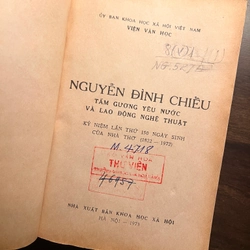 ỦY BAN KHOA HỌC XÃ HỘI VIỆT NAM
VIỆN VĂN HỌC
NGUYỄN ĐÌNH CHIỂU
TẤM GƯƠNG YÊU NƯỚC
VÀ LAO ĐỘNG NGHỆ THUẬT
KỶ NIỆM LẦN THỨ 150 NGÀY SINH
CỦA NHÀ THƠ (1822 — 1972)
M. 4718
THƯ VIỆN
46957
NHÀ XUẤT BẢN KHOA HỌC XÃ HỘI
HÀ NỘI — 1973